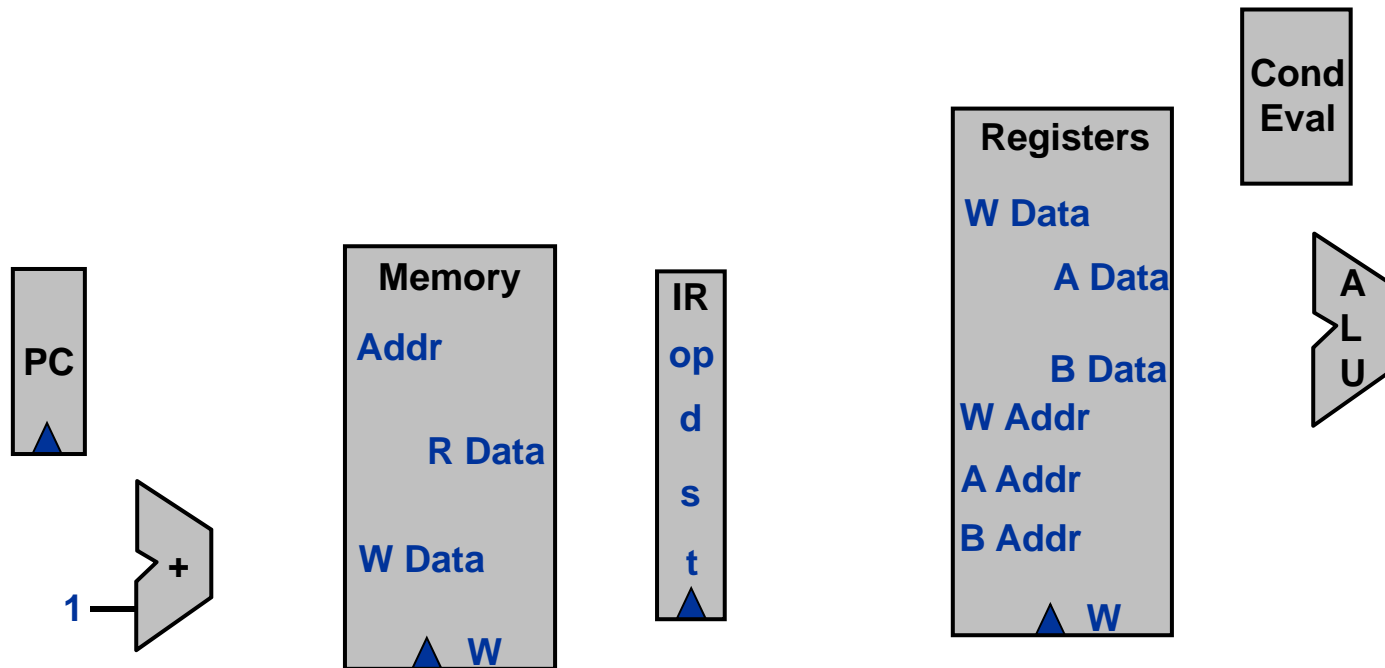 Cond
Eval
Registers
W Data
A Data
B Data
W Addr
A Addr
B Addr
W
A
L
U
Memory
Addr
R Data
W Data
W
IR
op
d
s
t
PC
+
1